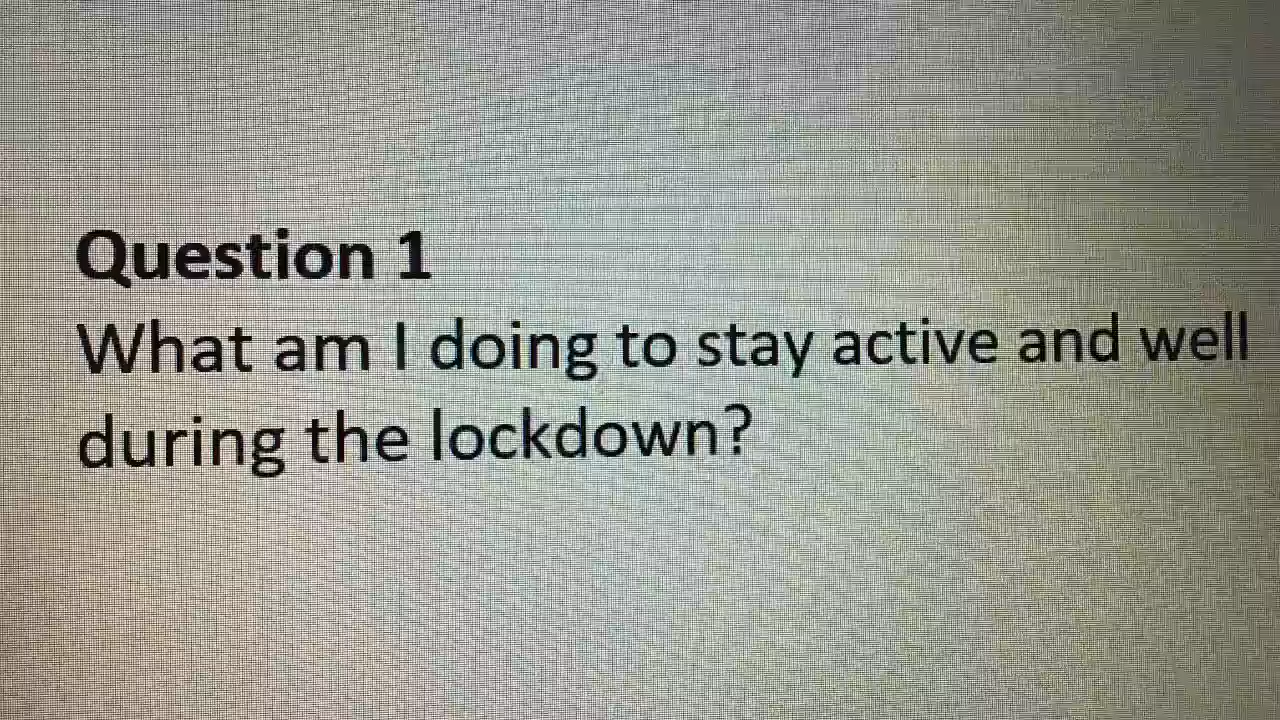 Question 1
What am I doing to stay active and well
during the lockdown?